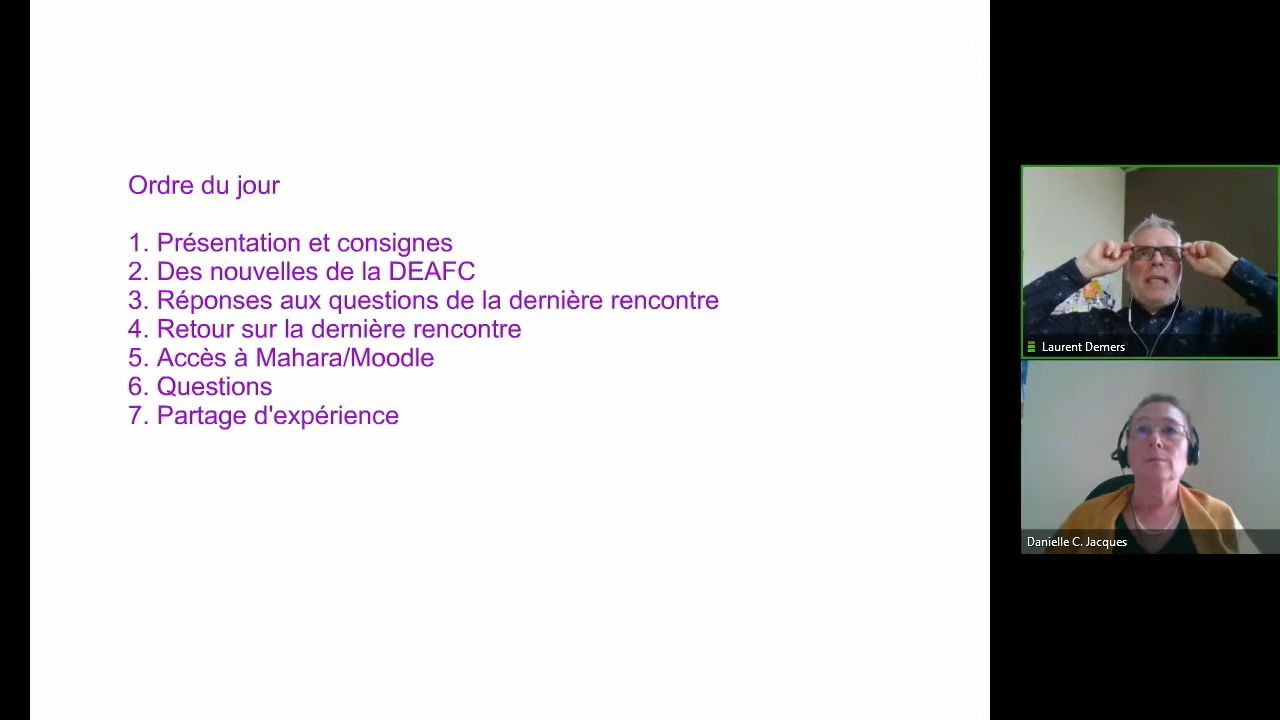 Ordre du jour
1. Présentation et consignes
2. Des nouvelles de la DEAFC
3. Réponses aux questions de la dernière rencontre
4. Retour sur la dernière rencontre
5. Accès à Mahara/Moodle
6. Questions
7. Partage d'expérience
Laurent Demers
Danielle C. Jacques